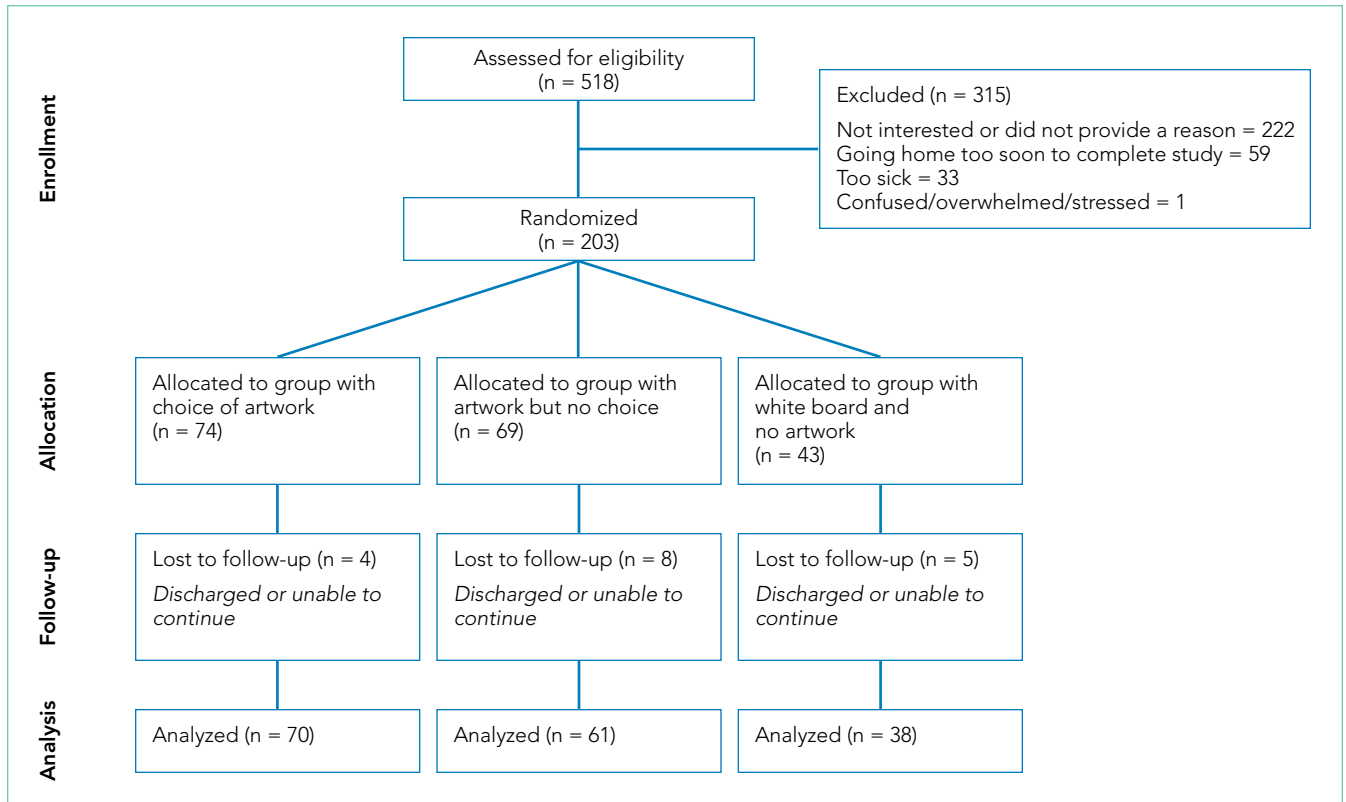 Enrollment
Assessed for eligibility
(n = 518)
Excluded (n = 315)
Not interested or did not provide a reason = 222
Going home too soon to complete study = 59
Too sick = 33
Confused/overwhelmed/stressed = 1
Randomized
(n = 203)
Allocation
Allocated to group with
choice of artwork
(n = 74)
Allocated to group with
artwork but no choice
(n = 69)
Allocated to group with
white board and
no artwork
(n = 43)
Follow-up
Lost to follow-up (n = 4)
Discharged or unable to
continue
Lost to follow-up (n = 8)
Discharged or unable to
continue
Lost to follow-up (n = 5)
Discharged or unable to
continue
Analysis
Analyzed (n = 70)
Analyzed (n = 61)
Analyzed (n = 38)